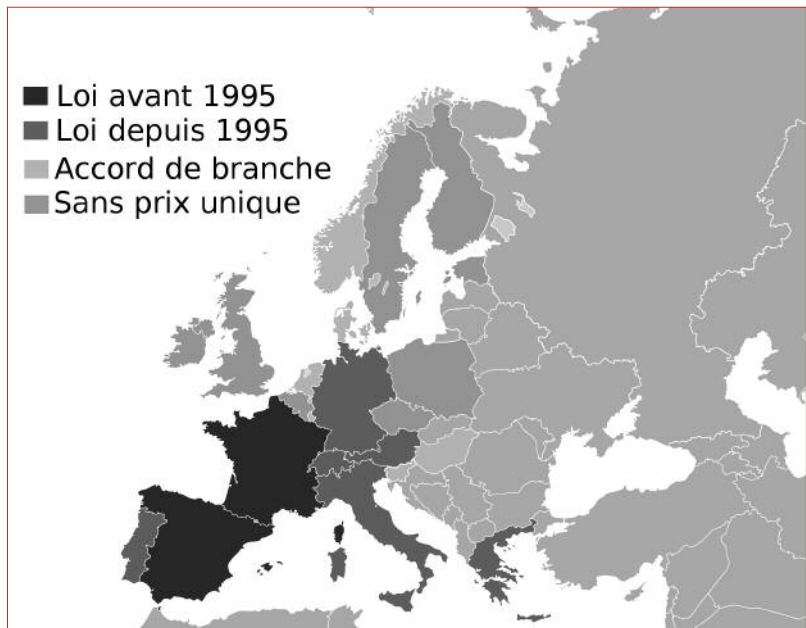 Loi avant 1995
Loi depuis 1995
Accord de branche
Sans prix unique